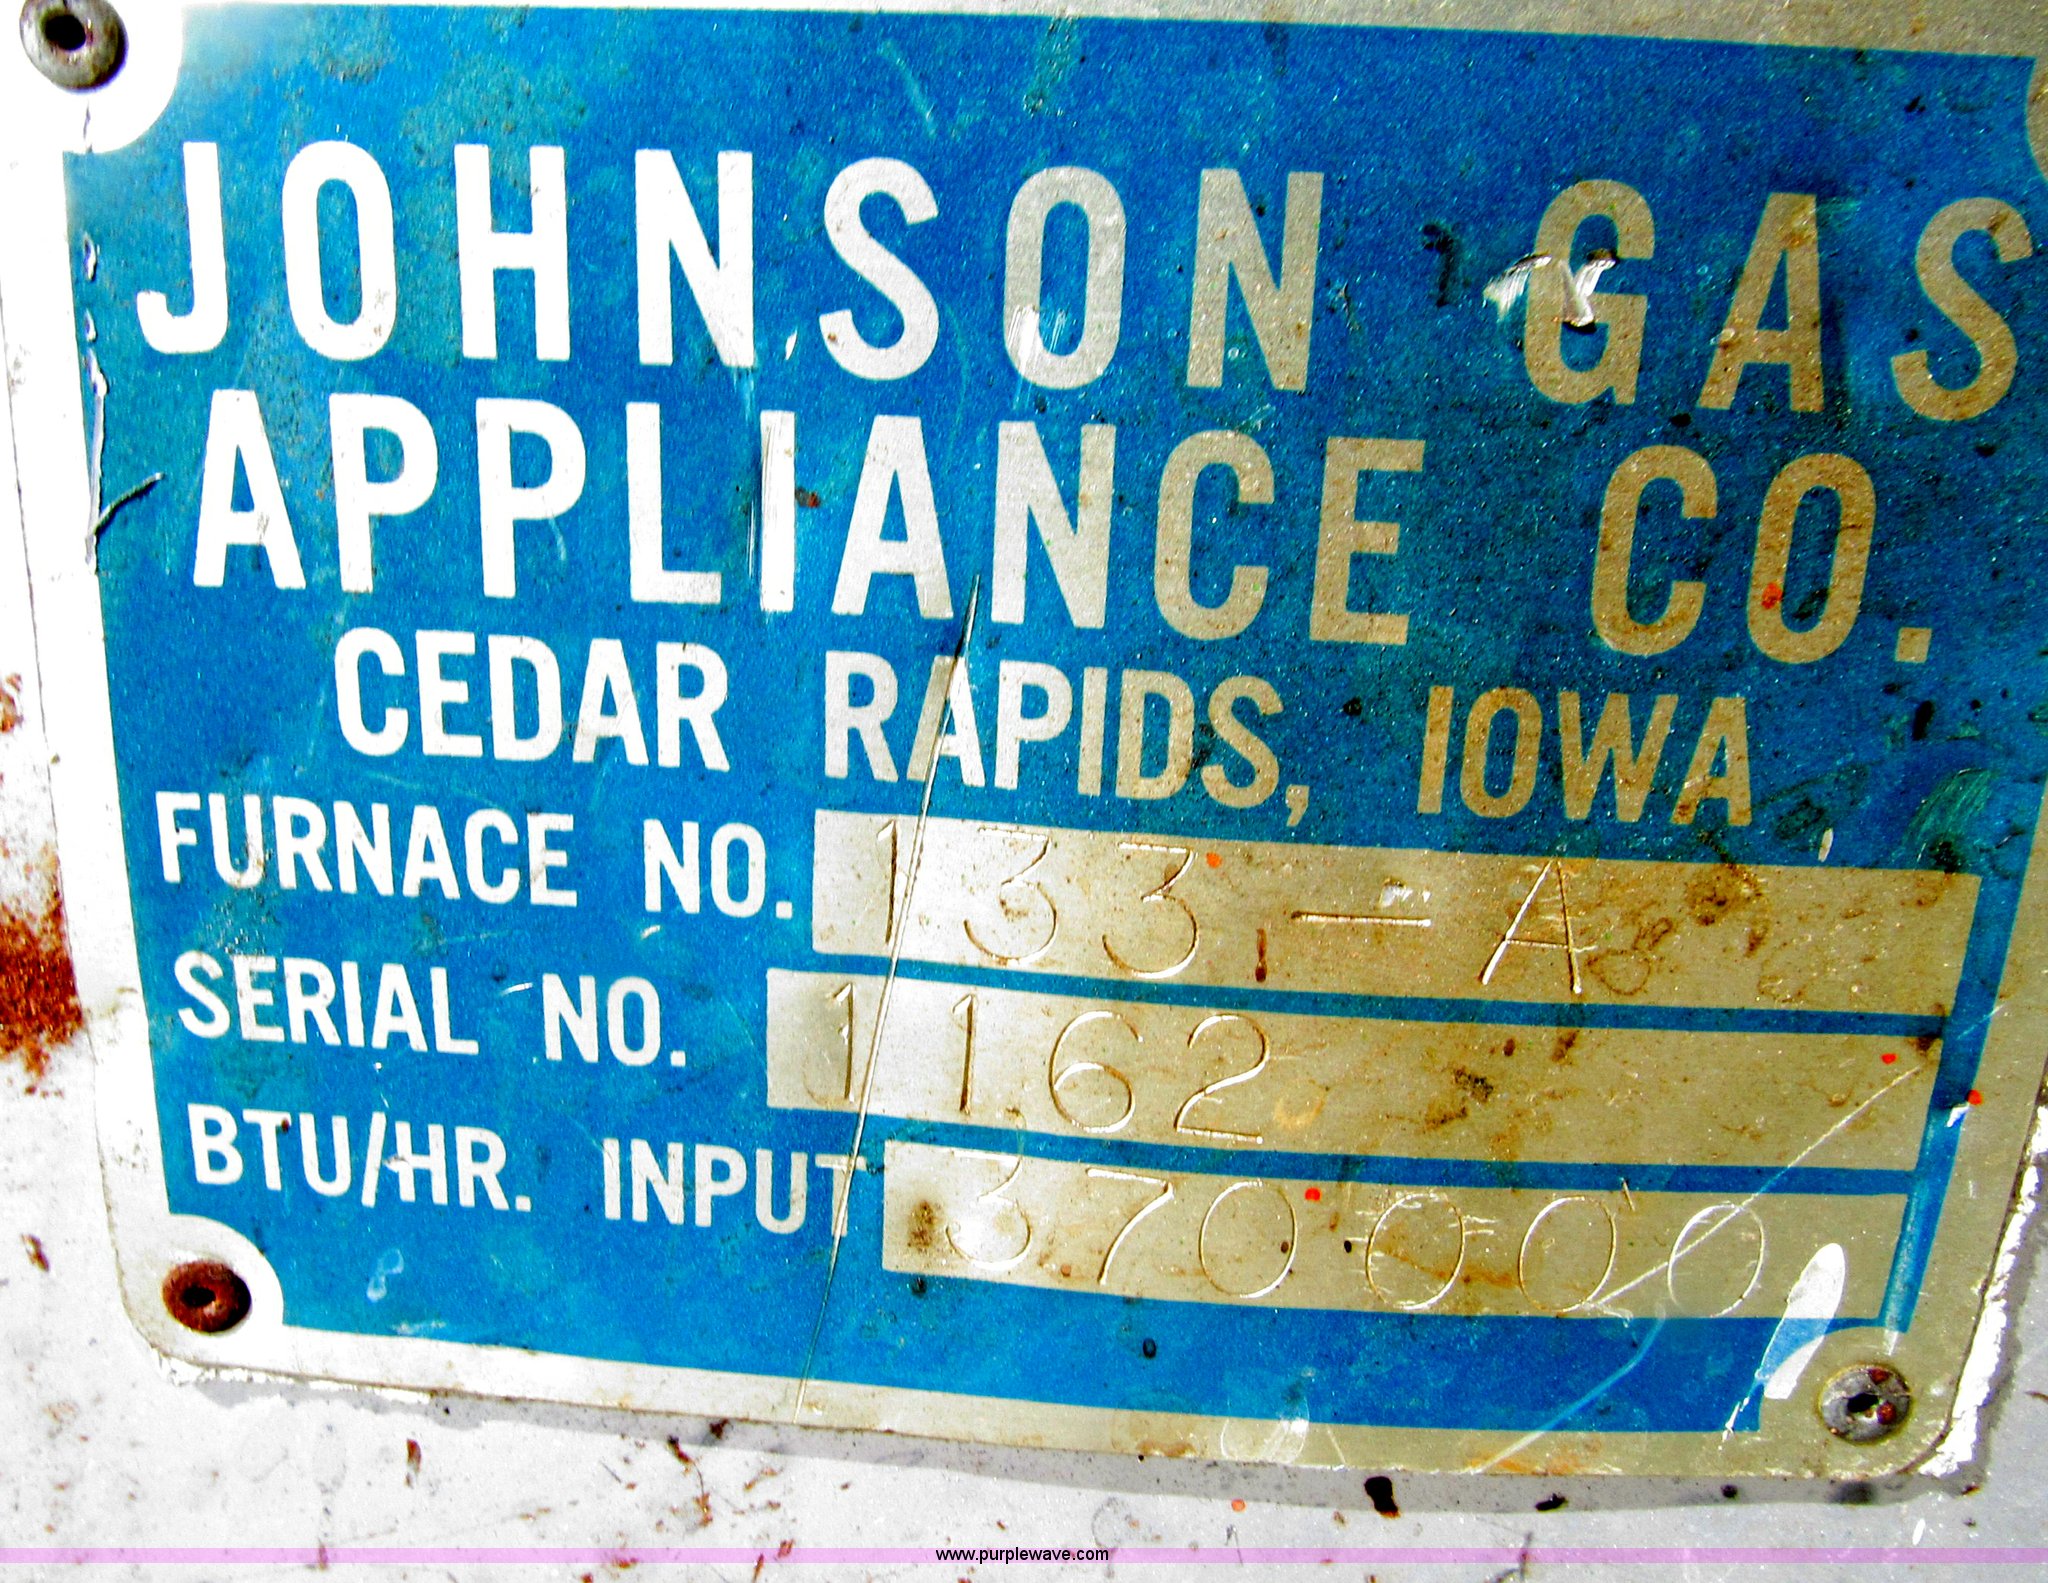 JOHNSON GAS
APPLIANCE CO.
CEDAR RAPIDS, IOWA
FURNACE NO. 133-A
SERIAL NO. 1162
BTU/HR. INPUT 370000
www.purplewave.com